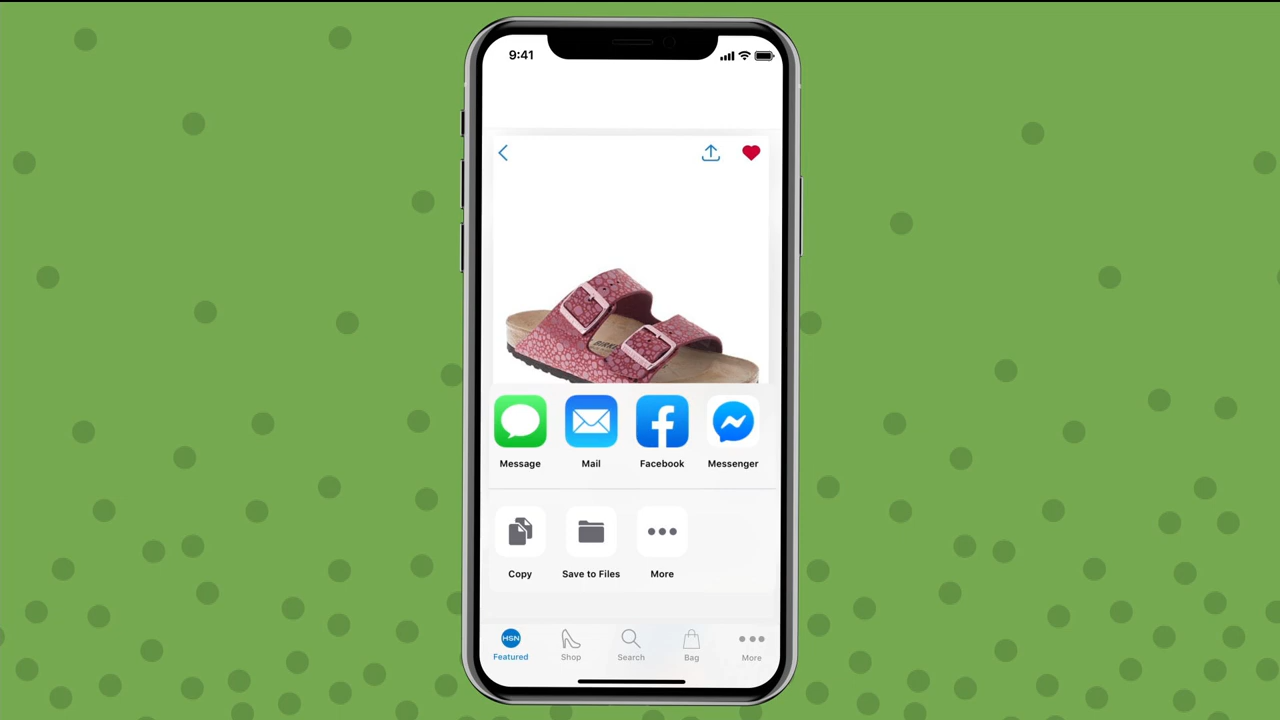 9:41
Message Mail Facebook Messenger
Copy Save to Files More
HSN
Featured Shop Search Bag More